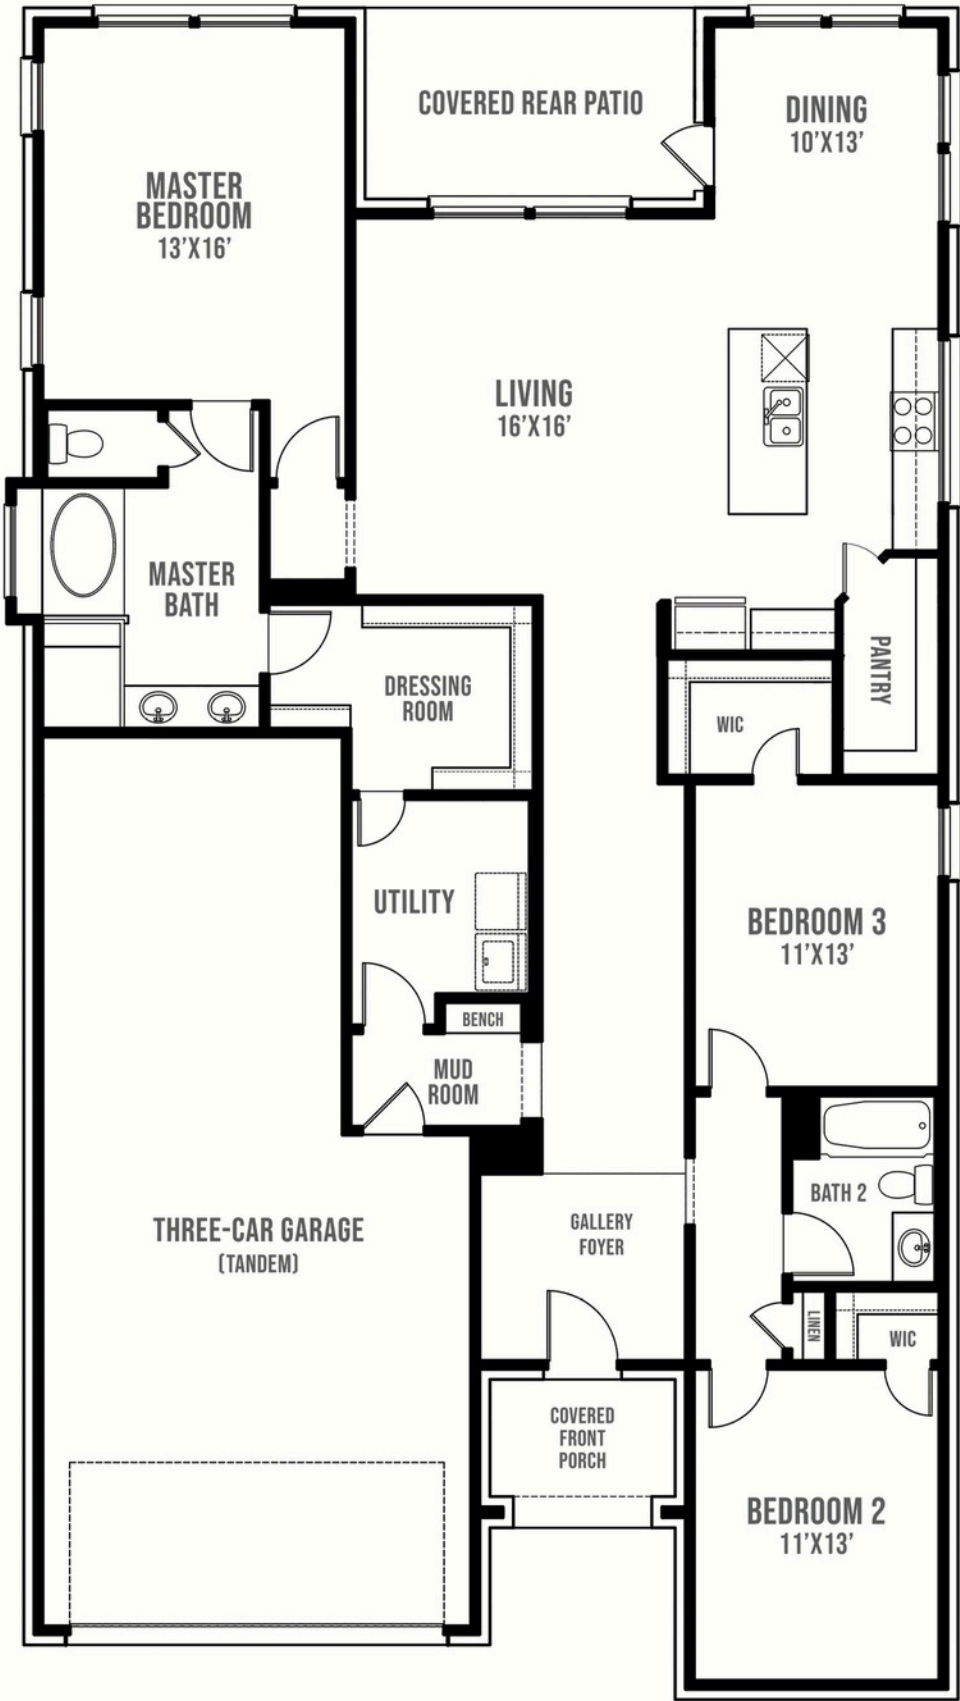 COVERED REAR PATIO
DINING
10'X13'
MASTER
BEDROOM
13'X16'
LIVING
16'X16'
MASTER
BATH
DRESSING
ROOM
PANTRY
WIC
UTILITY
BEDROOM 3
11'X13'
BENCH
MUD
ROOM
BATH 2
THREE-CAR GARAGE
(TANDEM)
GALLERY
FOYER
LINEN
WIC
COVERED
FRONT
PORCH
BEDROOM 2
11'X13'